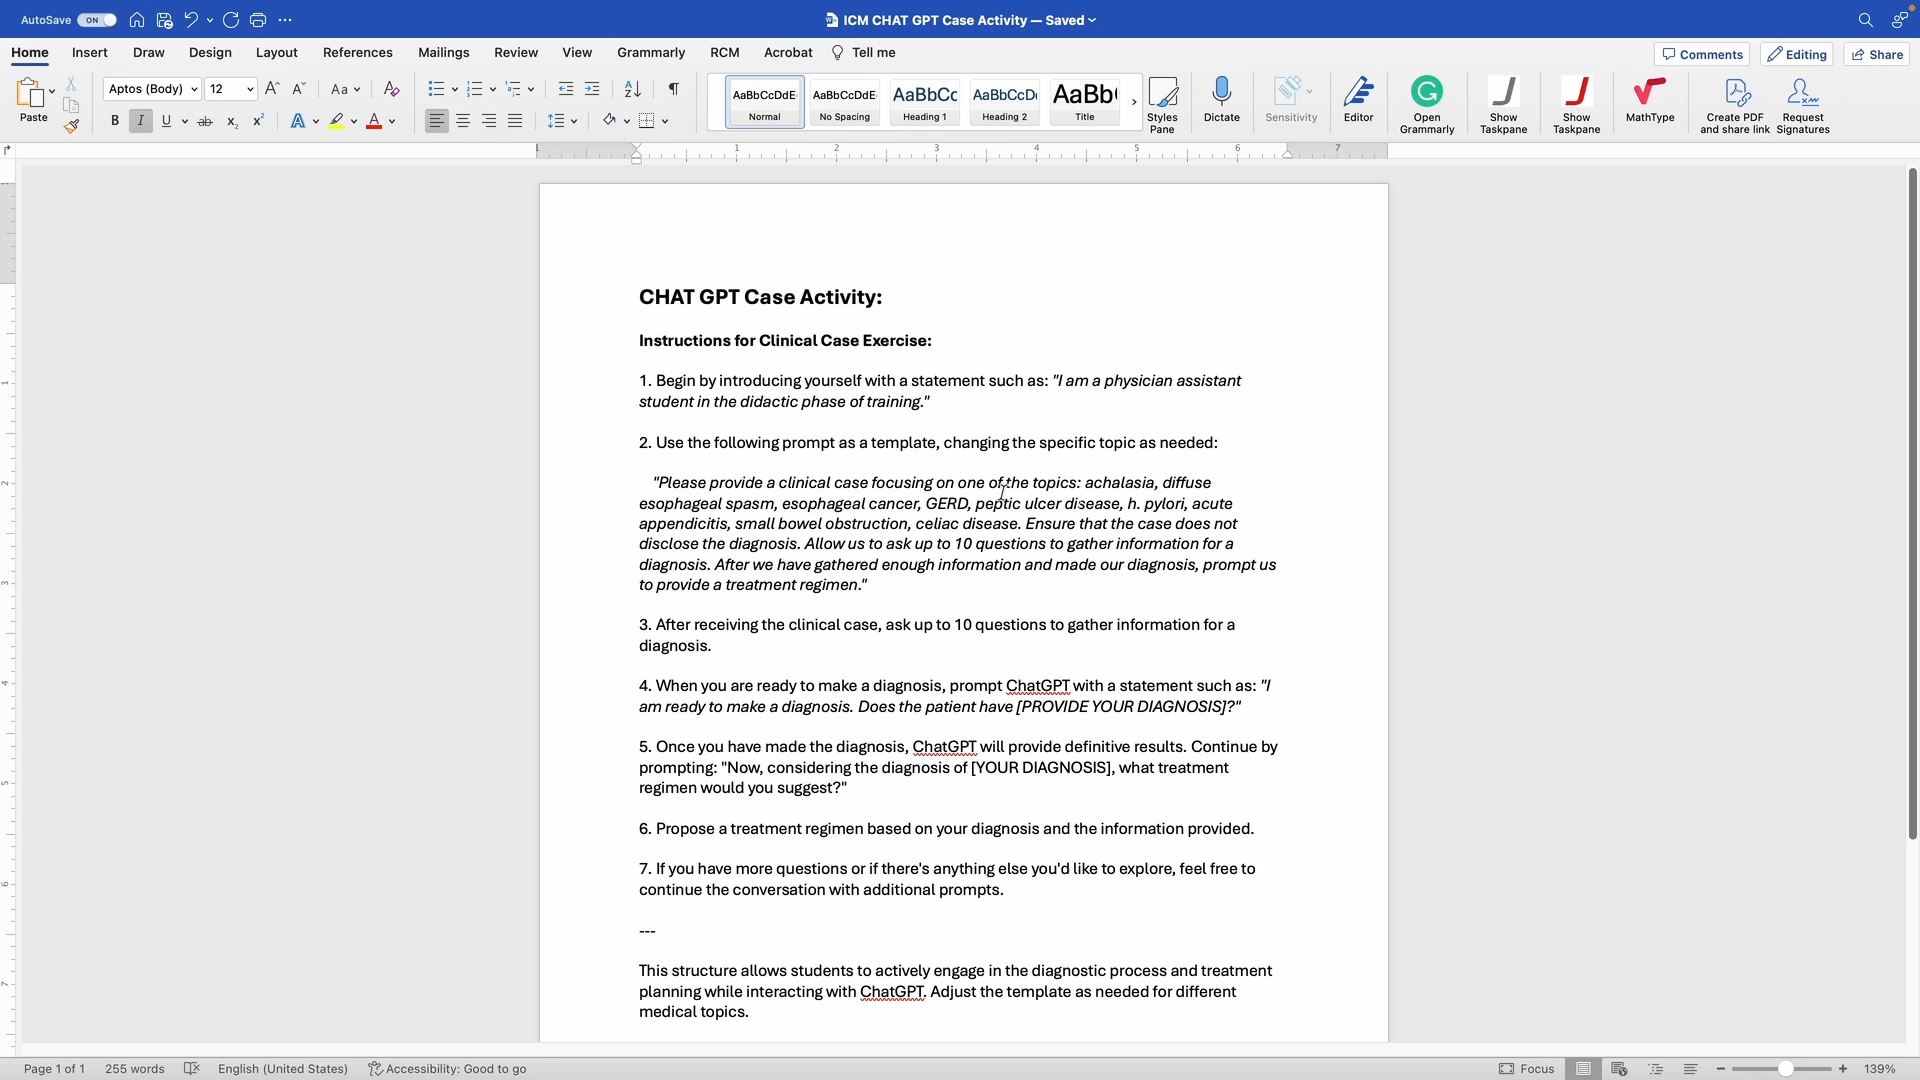 AutoSave ON
ICM CHAT GPT Case Activity — Saved
Home Insert Draw Design Layout References Mailings Review View Grammarly RCM Acrobat Tell me
Comments Editing Share
Paste
Aptos (Body) 12
AaBbCcDdE AaBbCcDdE AaBbCc AaBbCcD AaBb
Normal No Spacing Heading 1 Heading 2 Title
Styles Pane
Dictate
Sensitivity
Editor
Open Grammarly
Show Taskpane
Show Taskpane
MathType
Create PDF and share link
Request Signatures
1 1 2 3 4 5 6 7
CHAT GPT Case Activity:
Instructions for Clinical Case Exercise:
1. Begin by introducing yourself with a statement such as: "I am a physician assistant
student in the didactic phase of training."
2. Use the following prompt as a template, changing the specific topic as needed:
"Please provide a clinical case focusing on one of the topics: achalasia, diffuse
esophageal spasm, esophageal cancer, GERD, peptic ulcer disease, h. pylori, acute
appendicitis, small bowel obstruction, celiac disease. Ensure that the case does not
disclose the diagnosis. Allow us to ask up to 10 questions to gather information for a
diagnosis. After we have gathered enough information and made our diagnosis, prompt us
to provide a treatment regimen."
3. After receiving the clinical case, ask up to 10 questions to gather information for a
diagnosis.
4. When you are ready to make a diagnosis, prompt ChatGPT with a statement such as: "I
am ready to make a diagnosis. Does the patient have [PROVIDE YOUR DIAGNOSIS]?"
5. Once you have made the diagnosis, ChatGPT will provide definitive results. Continue by
prompting: "Now, considering the diagnosis of [YOUR DIAGNOSIS], what treatment
regimen would you suggest?"
6. Propose a treatment regimen based on your diagnosis and the information provided.
7. If you have more questions or if there's anything else you'd like to explore, feel free to
continue the conversation with additional prompts.
---
This structure allows students to actively engage in the diagnostic process and treatment
planning while interacting with ChatGPT. Adjust the template as needed for different
medical topics.
Page 1 of 1 255 words English (United States) Accessibility: Good to go
Focus 139%